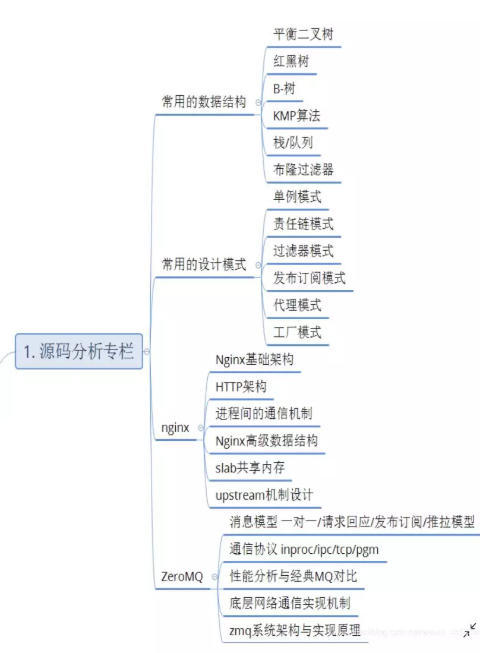 平衡二叉树
红黑树
B-树
常用的数据结构
KMP算法
栈/队列
布隆过滤器
单例模式
责任链模式
过滤器模式
常用的设计模式
发布订阅模式
代理模式
工厂模式
1. 源码分析专栏
Nginx基础架构
HTTP架构
进程间的通信机制
nginx
Nginx高级数据结构
slab共享内存
upstream机制设计
消息模型 一对一/请求回应/发布订阅/推拉模型
通信协议 inproc/ipc/tcp/pgm
ZeroMQ
性能分析与经典MQ对比
底层网络通信实现机制
zmq系统架构与实现原理